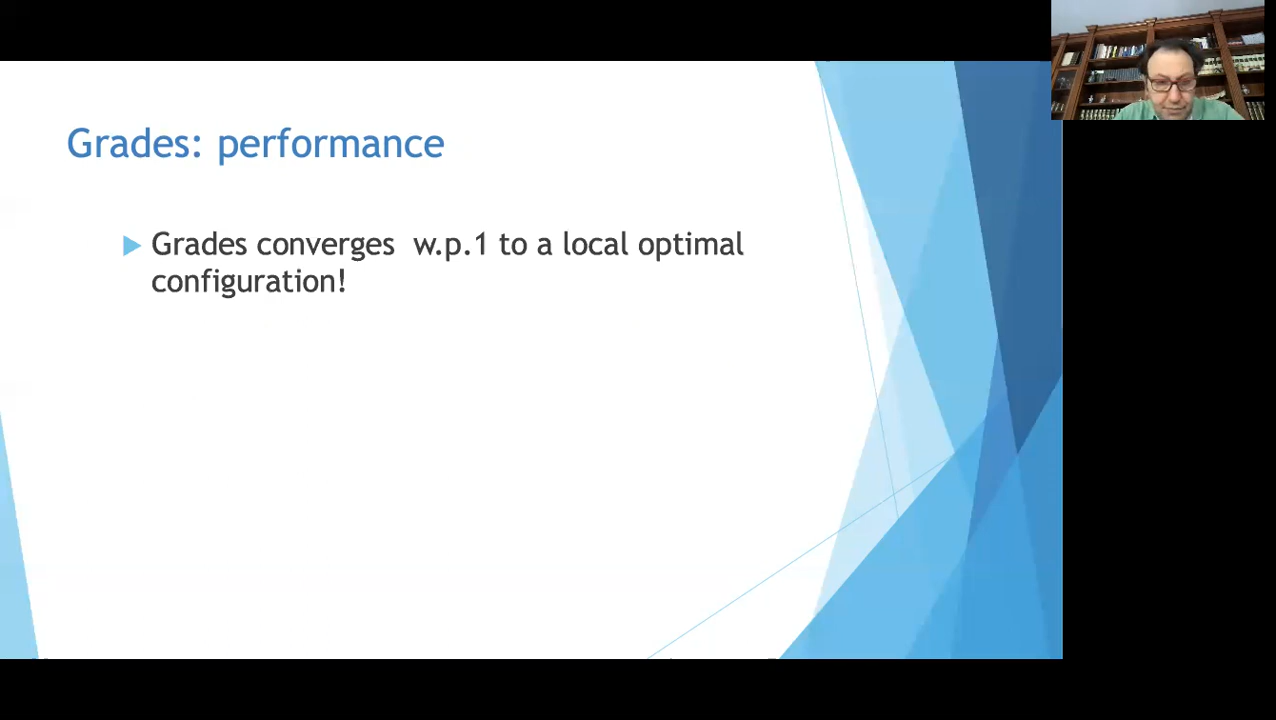 Grades: performance
Grades converges w.p.1 to a local optimal
configuration!